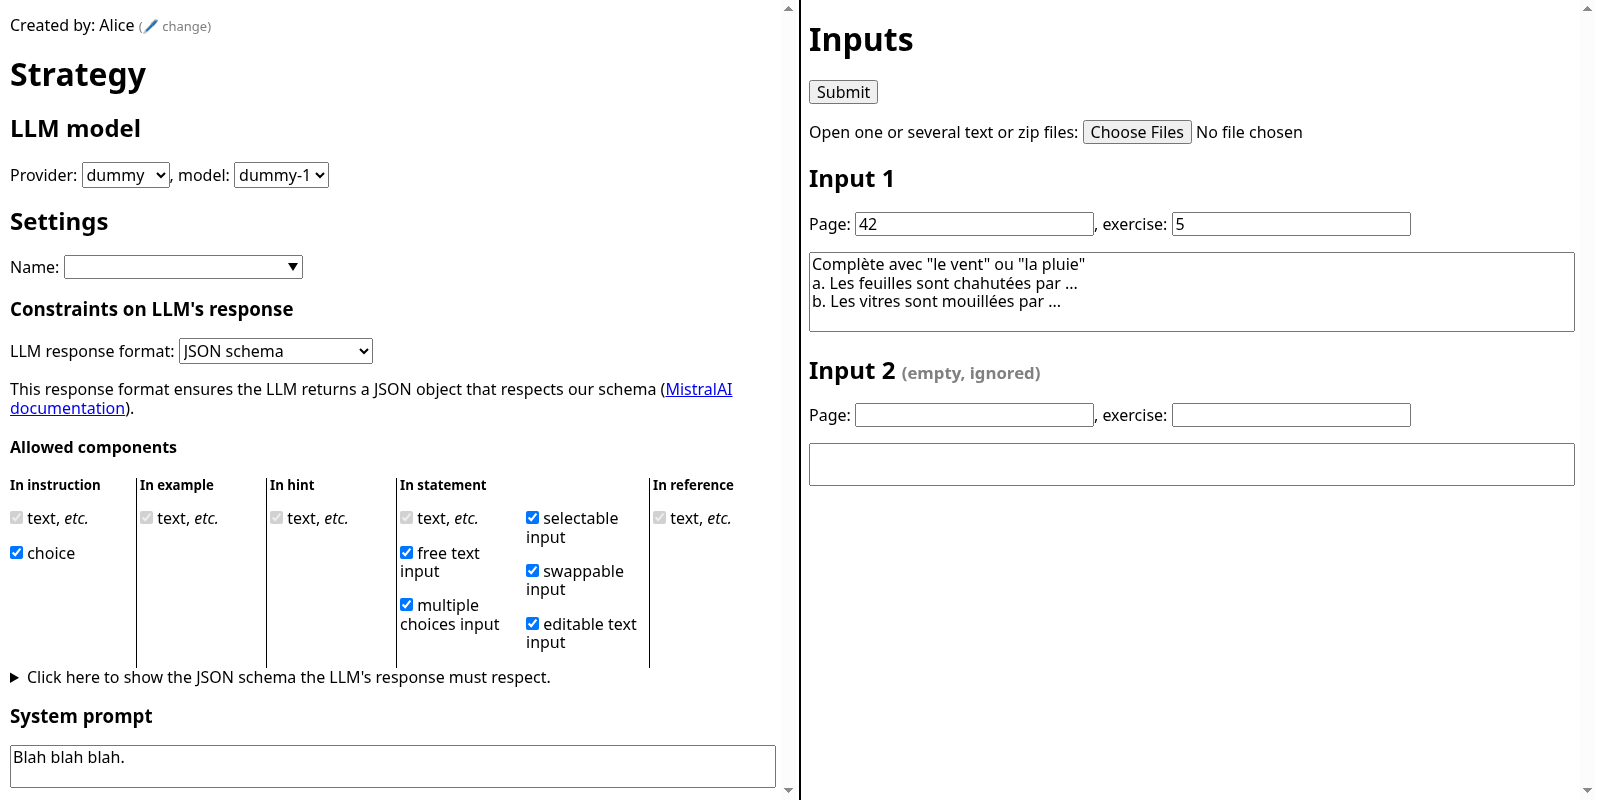 Created by: Alice (🖊️ change)
Strategy
LLM model
Provider: dummy, model: dummy-1
Settings
Name:
Constraints on LLM's response
LLM response format: JSON schema
This response format ensures the LLM returns a JSON object that respects our schema (MistralAI
documentation).
Allowed components
In instruction
text, etc.
choice
In example
text, etc.
In hint
text, etc.
In statement
text, etc.
free text
input
multiple
choices input
selectable
input
swappable
input
editable text
input
In reference
text, etc.
Click here to show the JSON schema the LLM's response must respect.
System prompt
Blah blah blah.
Inputs
Submit
Open one or several text or zip files: Choose Files No file chosen
Input 1
Page: 42, exercise: 5
Complète avec "le vent" ou "la pluie"
a. Les feuilles sont chahutées par ...
b. Les vitres sont mouillées par ...
Input 2 (empty, ignored)
Page: , exercise: